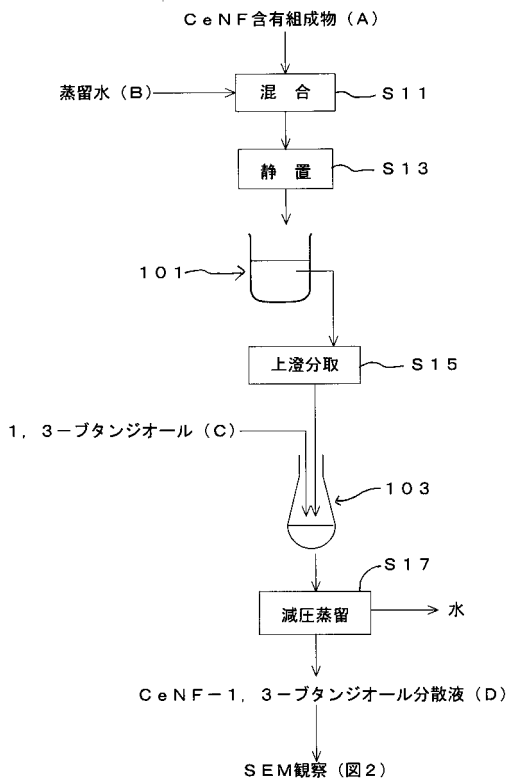 CeNF含有組成物(A)
蒸留水(B)
混 合
S11
静 置
S13
101
上澄分取
S15
1,3-ブタンジオール(C)
103
S17
減圧蒸留
水
CeNF-1,3-ブタンジオール分散液(D)
SEM観察(図2)